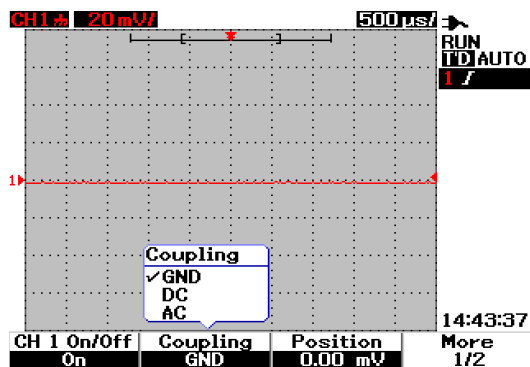 CH1 20mV/ 500µs/
RUN
T'D AUTO
1
1
Coupling
✓GND
DC
AC
14:43:37
CH 1 On/Off Coupling Position More
On GND 0.00 mV 1/2